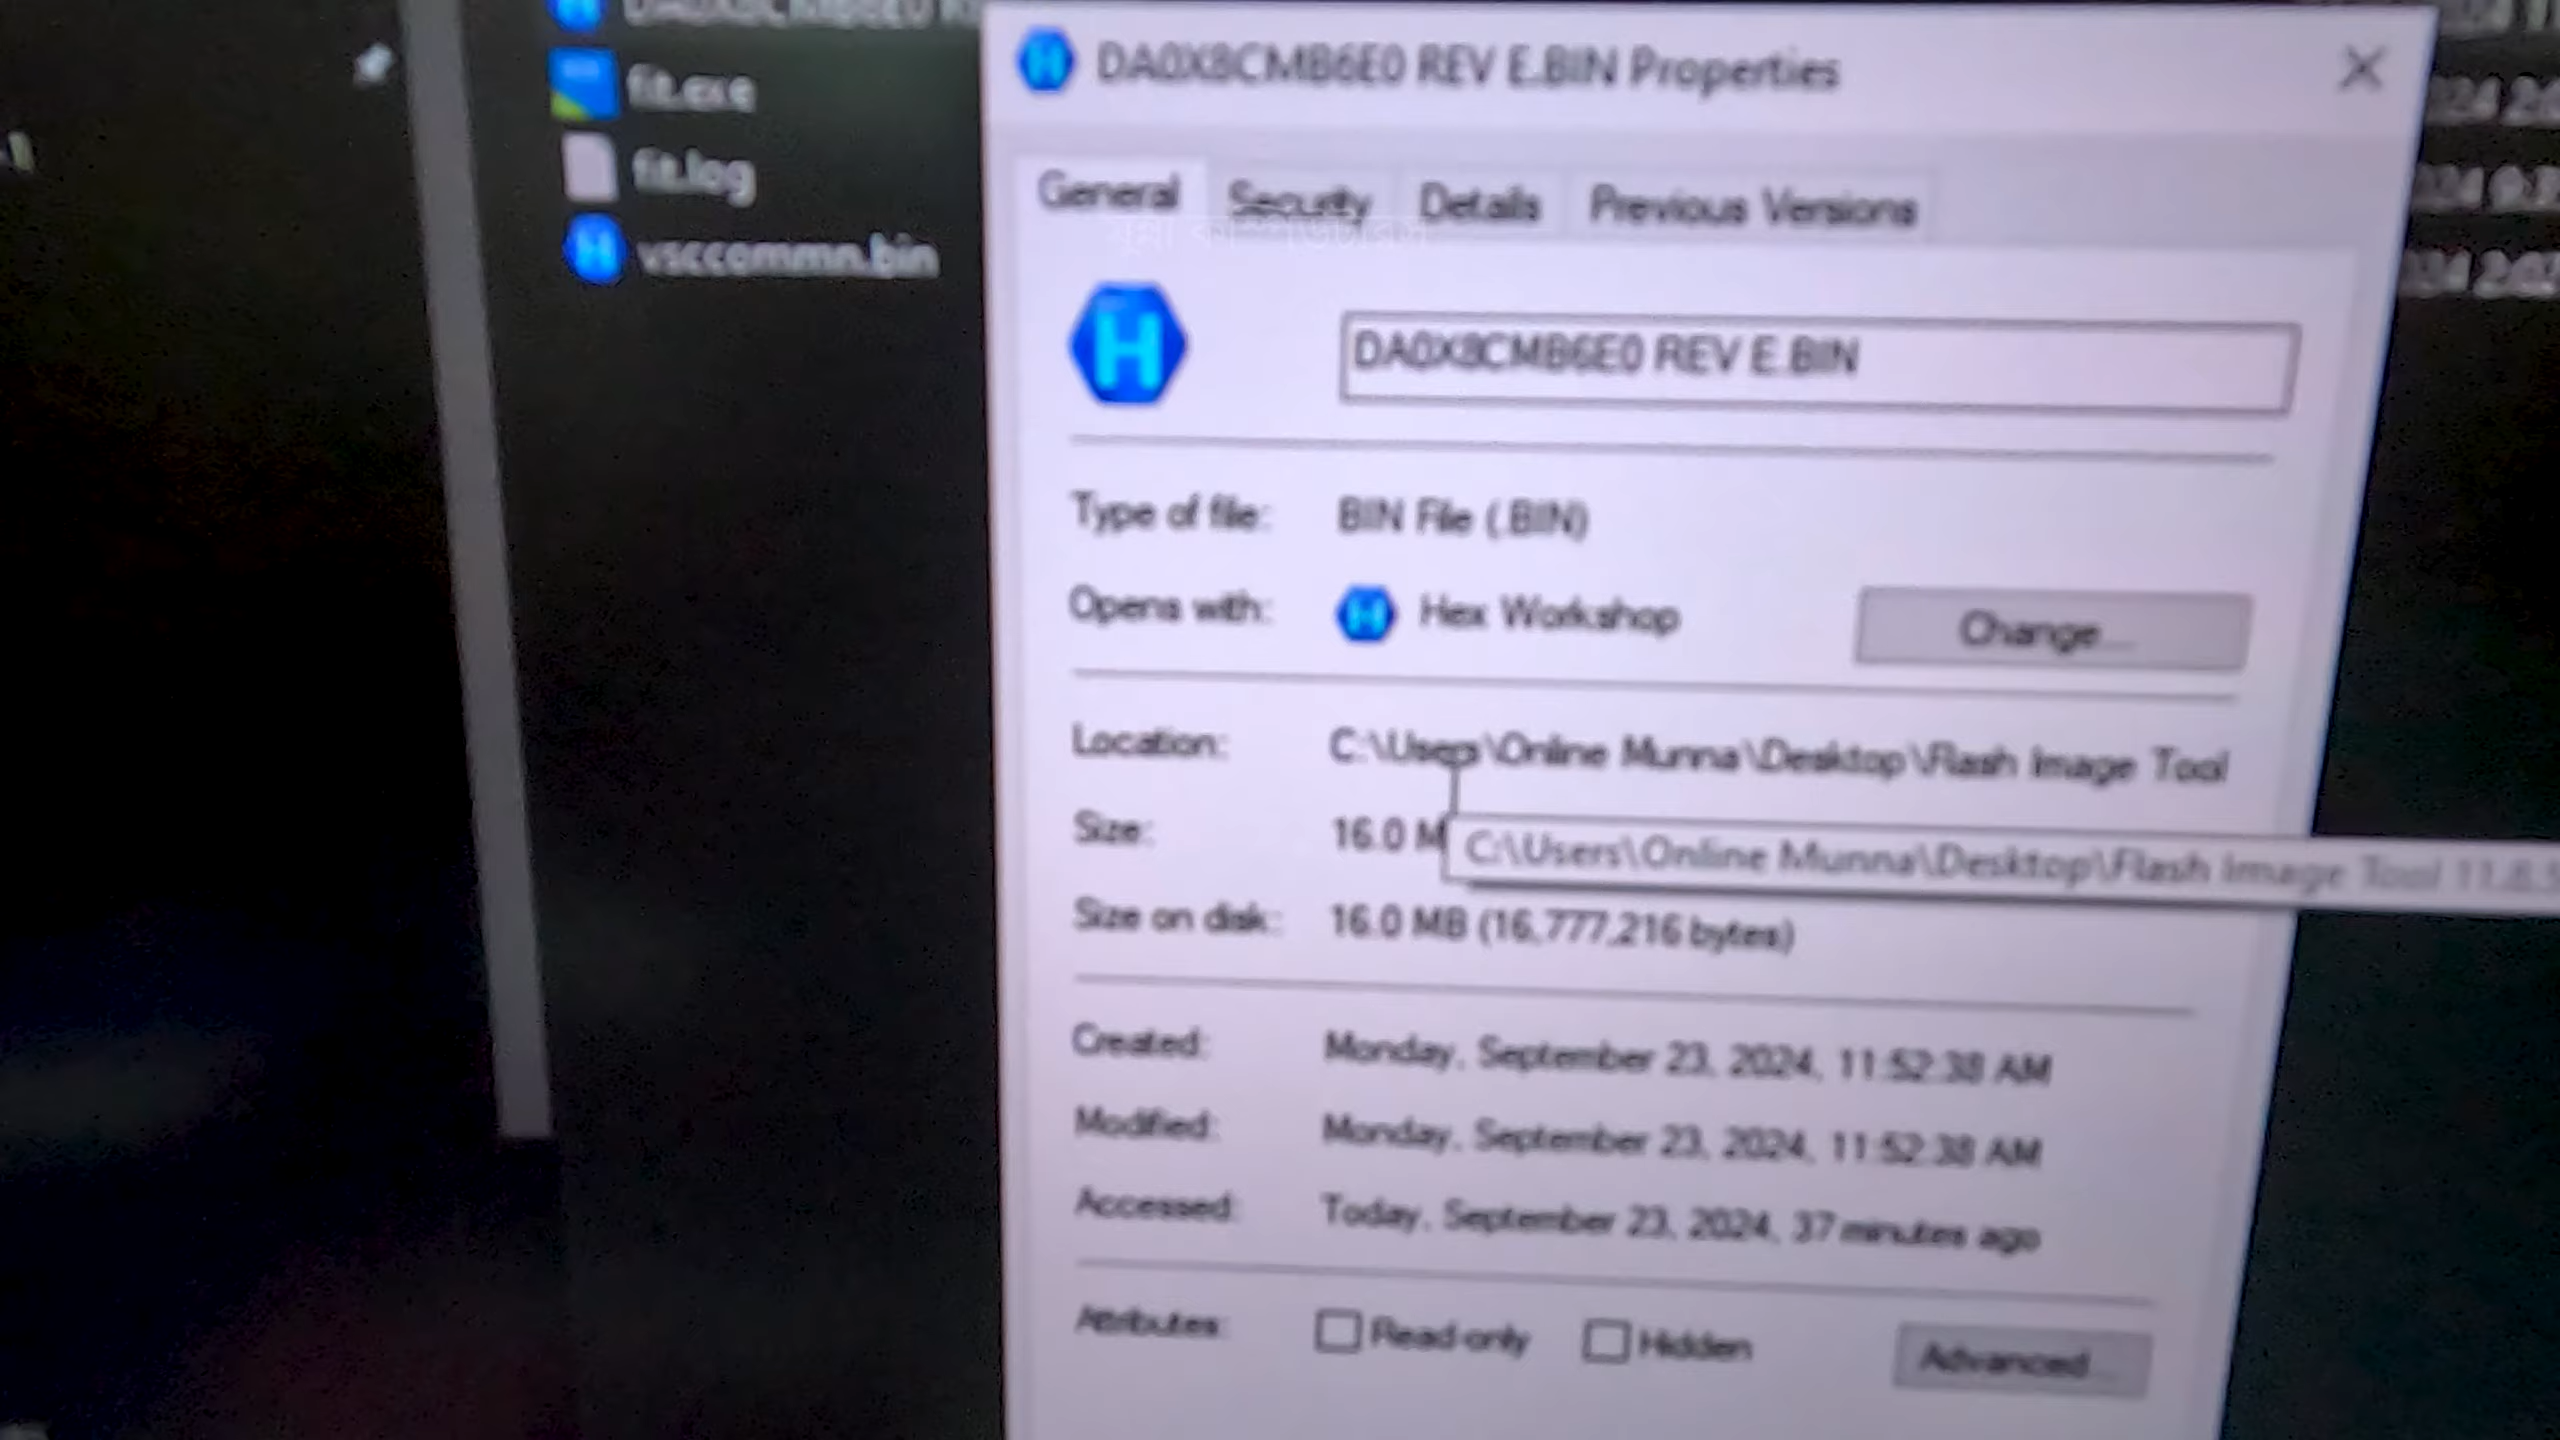 fit.exe
fit.log
vsccommn.bin
DA0X8CMB6E0 REV E.BIN Properties
General Security Details Previous Versions
DA0X8CMB6E0 REV E.BIN
Type of file: BIN File (.BIN)
Opens with: Hex Workshop Change...
Location: C:\Users\Online Munna\Desktop\Flash Image Tool
Size: 16.0 M
C:\Users\Online Munna\Desktop\Flash Image Tool 11.8.5
Size on disk: 16.0 MB (16,777,216 bytes)
Created: Monday, September 23, 2024, 11:52:38 AM
Modified: Monday, September 23, 2024, 11:52:38 AM
Accessed: Today, September 23, 2024, 37 minutes ago
Attributes: Read-only Hidden Advanced...